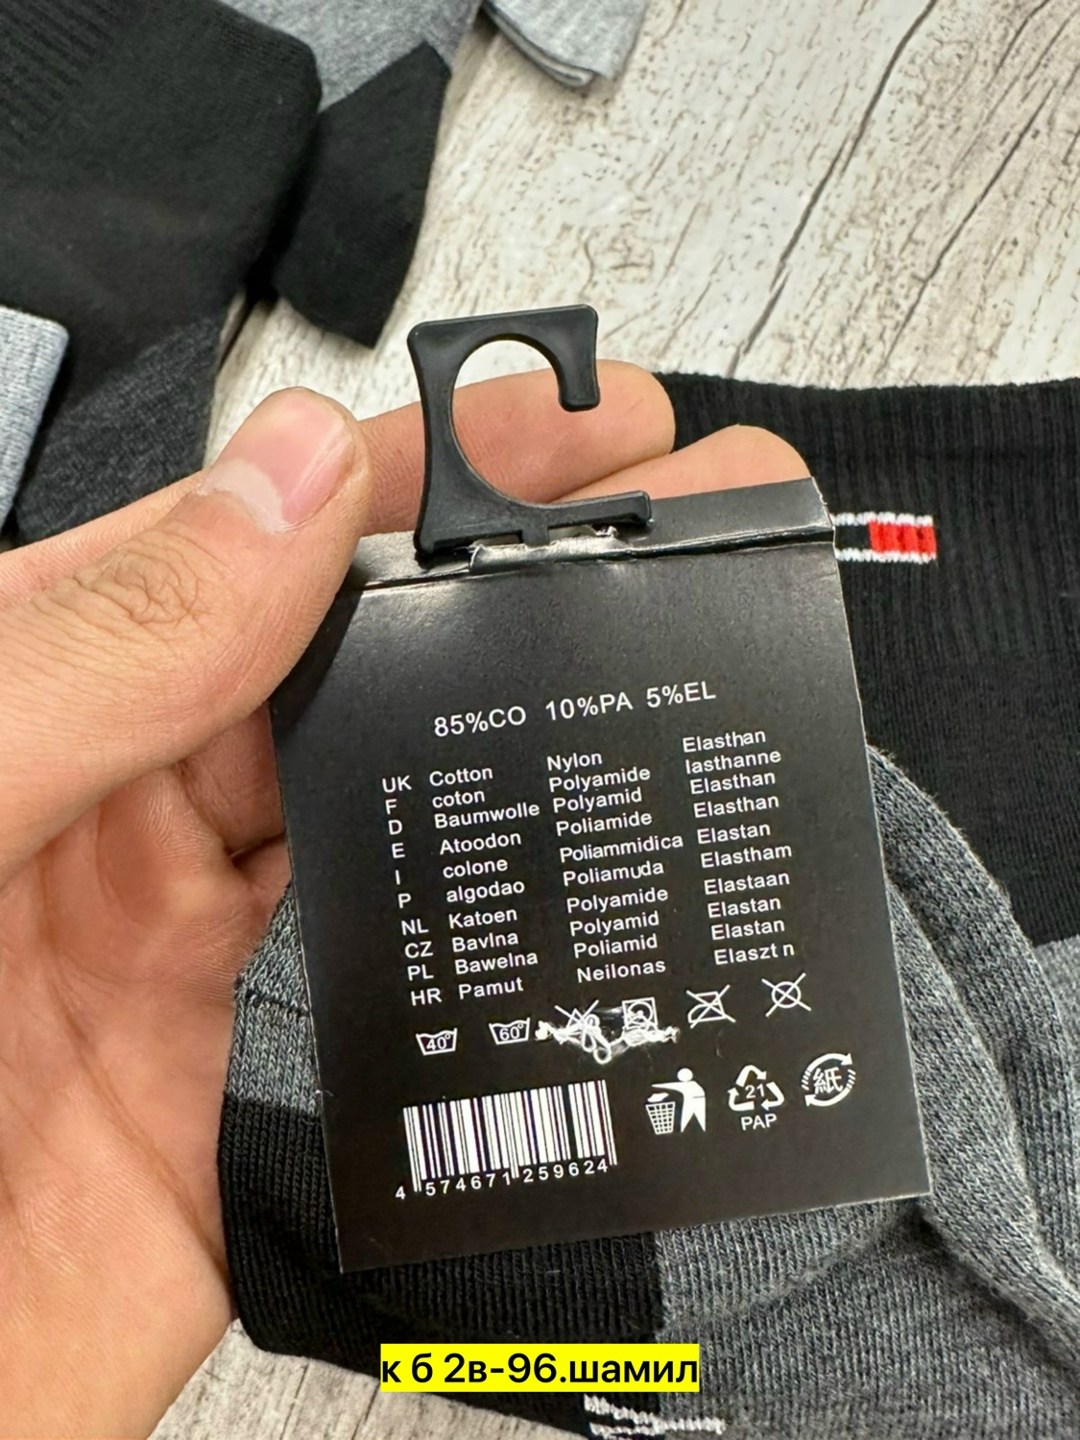 85%CO 10%PA 5%EL
UK Cotton Nylon Elasthan
F coton Polyamide lasthanne
D Baumwolle Polyamid Elasthan
E Atoodon Poliamide Elasthan
I colone Poliammidica Elastan
P algodao Poliamuda Elastham
NL Katoen Polyamide Elastaan
CZ Bavlna Polyamid Elastan
PL Bawelna Poliamid Elastan
HR Pamut Neilonas Elaszt n
40° 60°
21
紙
PAP
4 574671 259624
к б 2в-96.шамил